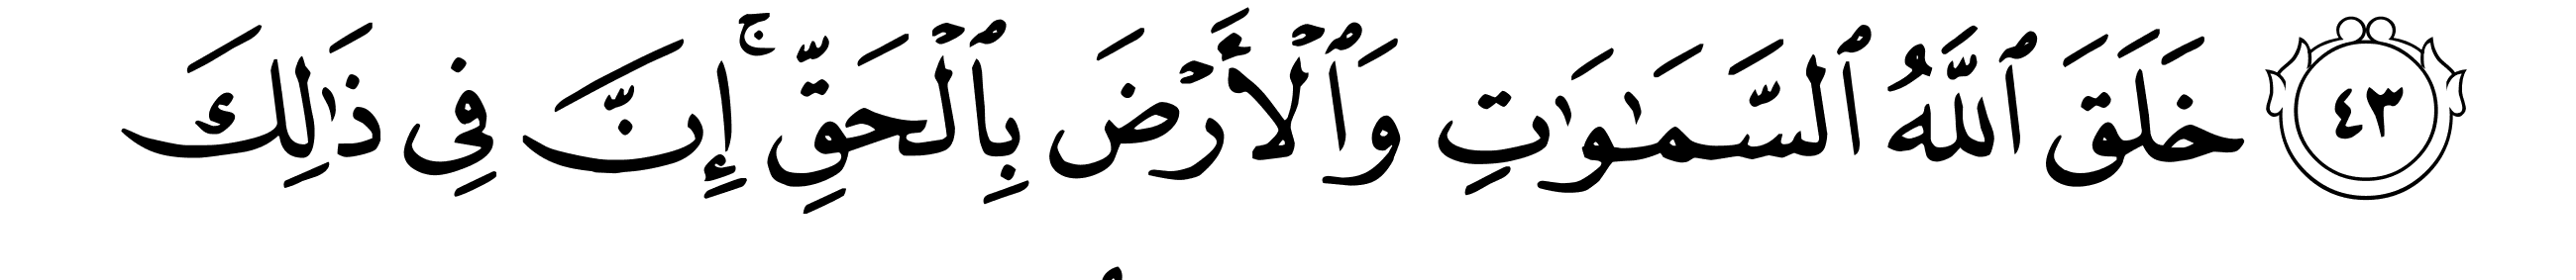 ٤٣ خَلَقَ ٱللَّهُ ٱلسَّمَـٰوَٰتِ وَٱلْأَرْضَ بِٱلْحَقِّ ۚ إِنَّ فِى ذَٰلِكَ